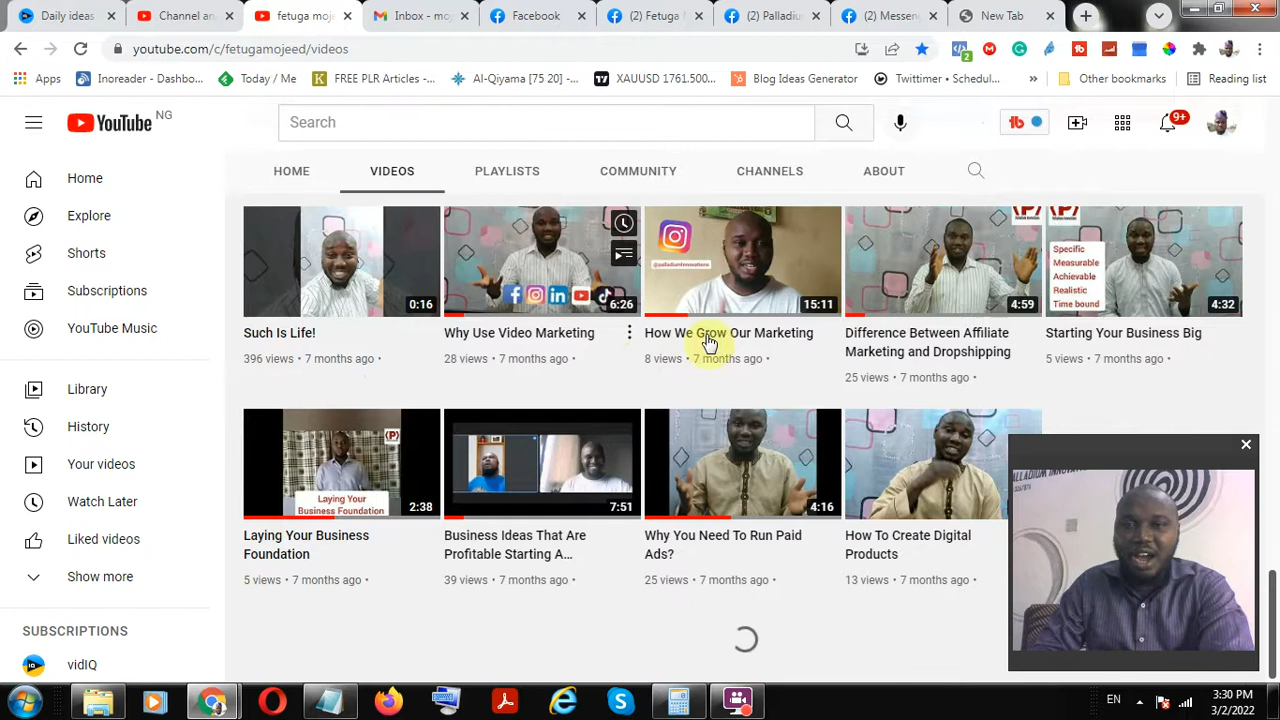 Daily ideas
Channel an
fetuga moje
Inbox - moj
Facebook
(2) Fetuga M
(2) Palladiu
(2) Messen
New Tab
youtube.com/c/fetugamojeed/videos
2
Apps
Inoreader - Dashbo...
Today / Me
FREE PLR Articles -...
Al-Qiyama [75 20] -...
XAUUSD 1761.500...
Blog Ideas Generator
Twittimer • Schedul...
»
Other bookmarks
Reading list
YouTube NG
Search
tb
9+
HOME
VIDEOS
PLAYLISTS
COMMUNITY
CHANNELS
ABOUT
Home
Explore
Shorts
Subscriptions
YouTube Music
Library
History
Your videos
Watch Later
Liked videos
Show more
SUBSCRIPTIONS
vidIQ
0:16
Such Is Life!
396 views • 7 months ago •
6:26
Why Use Video Marketing
28 views • 7 months ago •
@palladiuminnovations
15:11
How We Grow Our Marketing
8 views • 7 months ago •
4:59
Difference Between Affiliate
Marketing and Dropshipping
25 views • 7 months ago •
Specific
Measurable
Achievable
Realistic
Time bound
4:32
Starting Your Business Big
5 views • 7 months ago •
Laying Your
Business Foundation
2:38
Laying Your Business
Foundation
5 views • 7 months ago •
7:51
Business Ideas That Are
Profitable Starting A...
39 views • 7 months ago •
4:16
Why You Need To Run Paid
Ads?
25 views • 7 months ago •
How To Create Digital
Products
13 views • 7 months ago •
EN
3:30 PM
3/2/2022